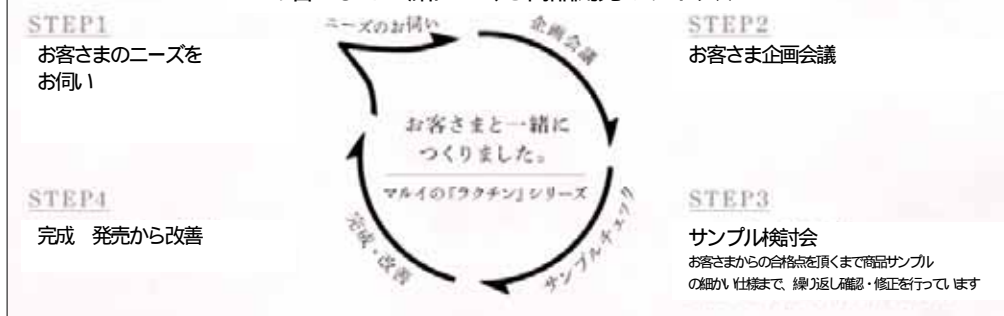 STEP1
お客さまのニーズを
お伺い
ニーズのお伺い
企画会議
STEP2
お客さま企画会議
お客さまと一緒に
つくりました。
マルイの「ラクチン」シリーズ
STEP4
完成　発売から改善
完成・改善
サンプルチェック
STEP3
サンプル検討会
お客さまからの合格点を頂くまで商品サンプル
の細かい仕様まで、繰り返し確認・修正を行っています